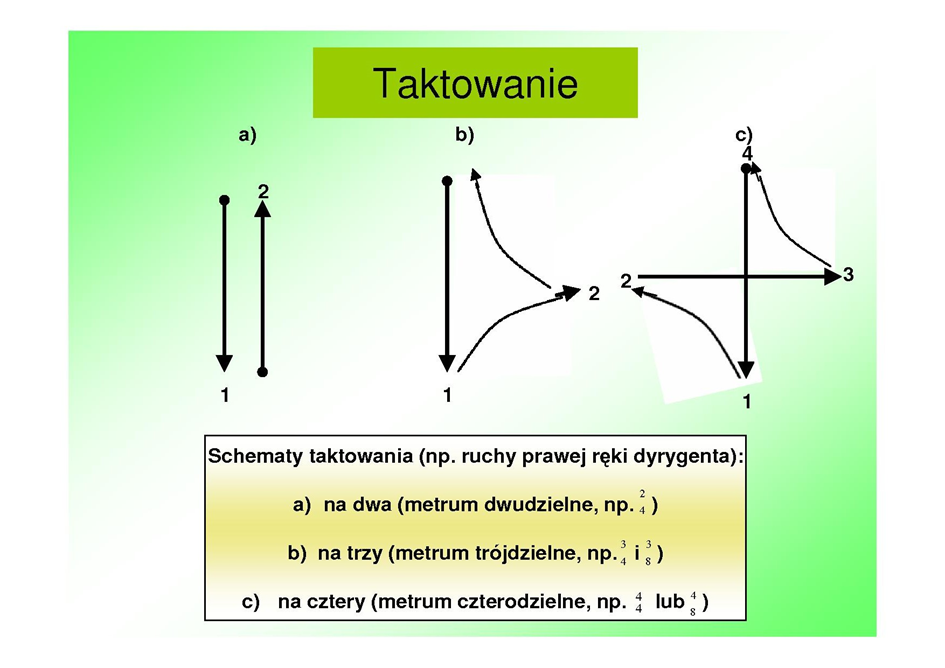 Taktowanie
a) b) c)
4
2
2 2 3
1 1 1
Schematy taktowania (np. ruchy prawej ręki dyrygenta):
a) na dwa (metrum dwudzielne, np. 2/4 )
b) na trzy (metrum trójdzielne, np. 3/4 i 3/8 )
c) na cztery (metrum czterodzielne, np. 4/4 lub 4/8 )